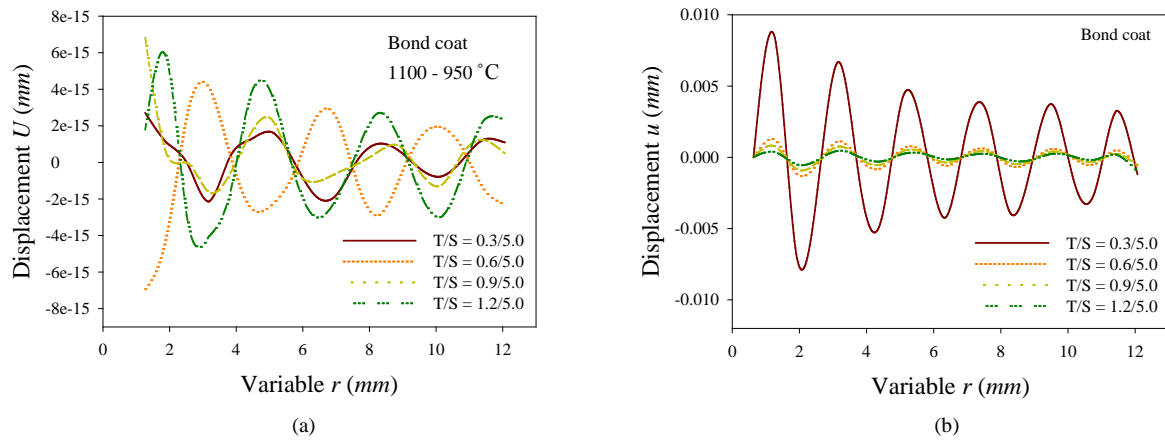 8e-15
6e-15
4e-15
2e-15
0
-2e-15
-4e-15
-6e-15
-8e-15
Displacement U (mm)
Bond coat
1100 - 950 °C
T/S = 0.3/5.0
T/S = 0.6/5.0
T/S = 0.9/5.0
T/S = 1.2/5.0
0 2 4 6 8 10 12
Variable r (mm)
(a)
0.010
0.005
0.000
-0.005
-0.010
Displacement u (mm)
Bond coat
T/S = 0.3/5.0
T/S = 0.6/5.0
T/S = 0.9/5.0
T/S = 1.2/5.0
0 2 4 6 8 10 12
Variable r (mm)
(b)